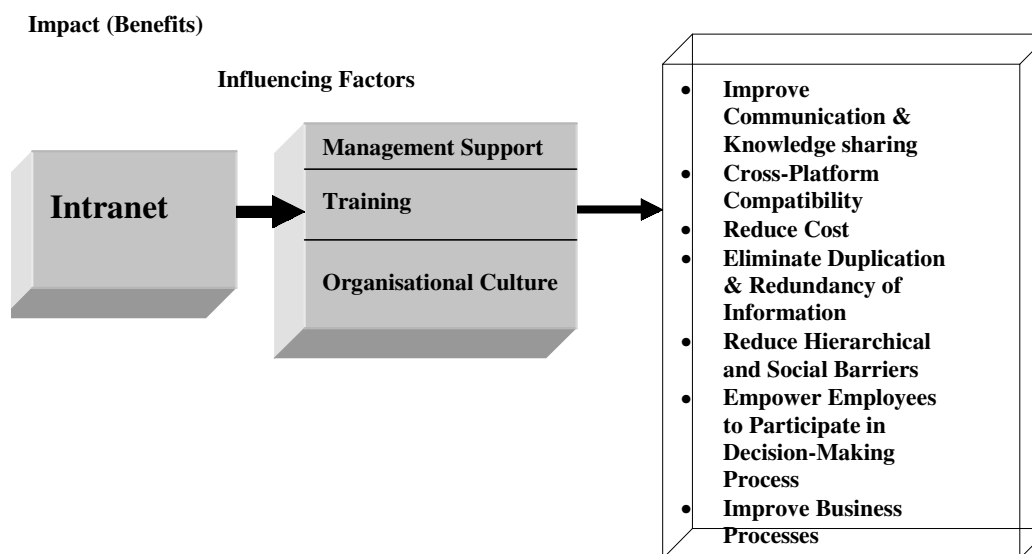 Impact (Benefits)
Influencing Factors
Intranet
Management Support
Training
Organisational Culture
• Improve
Communication &
Knowledge sharing
• Cross-Platform
Compatibility
• Reduce Cost
• Eliminate Duplication
& Redundancy of
Information
• Reduce Hierarchical
and Social Barriers
• Empower Employees
to Participate in
Decision-Making
Process
• Improve Business
Processes